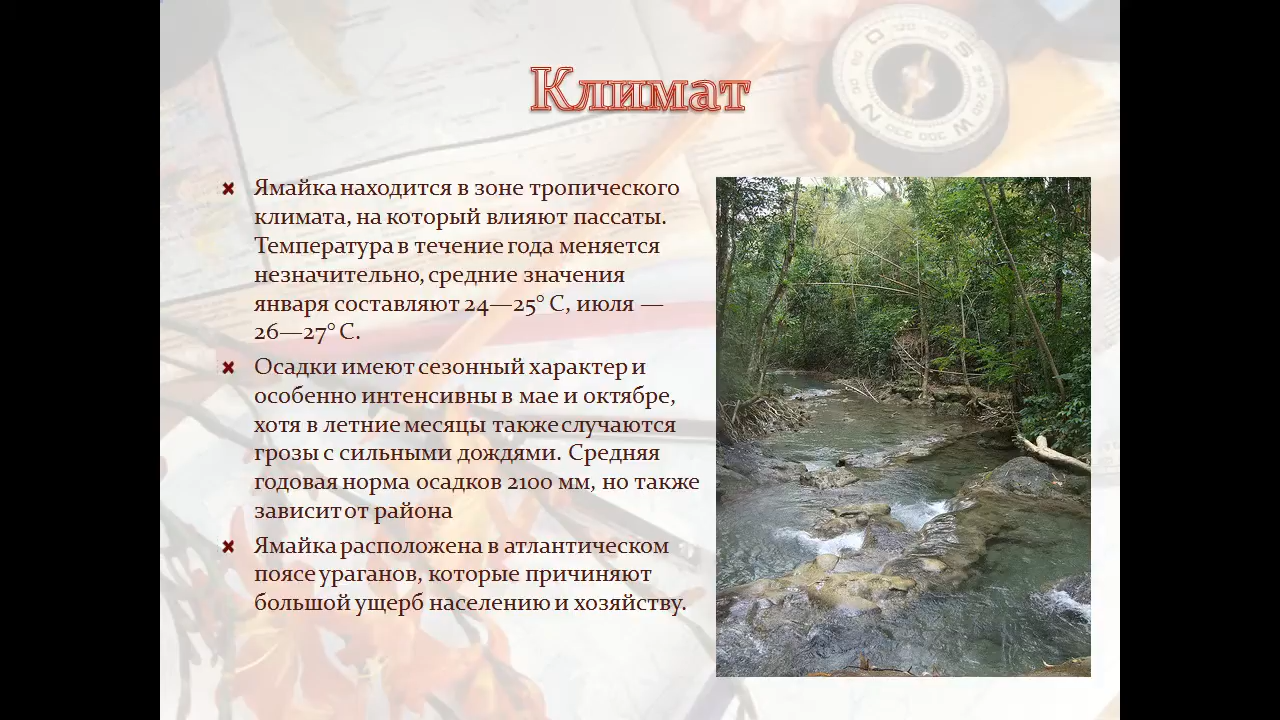 Климат
Ямайка находится в зоне тропического
климата, на который влияют пассаты.
Температура в течение года меняется
незначительно, средние значения
января составляют 24—25° С, июля —
26—27° С.
Осадки имеют сезонный характер и
особенно интенсивны в мае и октябре,
хотя в летние месяцы также случаются
грозы с сильными дождями. Средняя
годовая норма осадков 2100 мм, но также
зависит от района
Ямайка расположена в атлантическом
поясе ураганов, которые причиняют
большой ущерб населению и хозяйству.